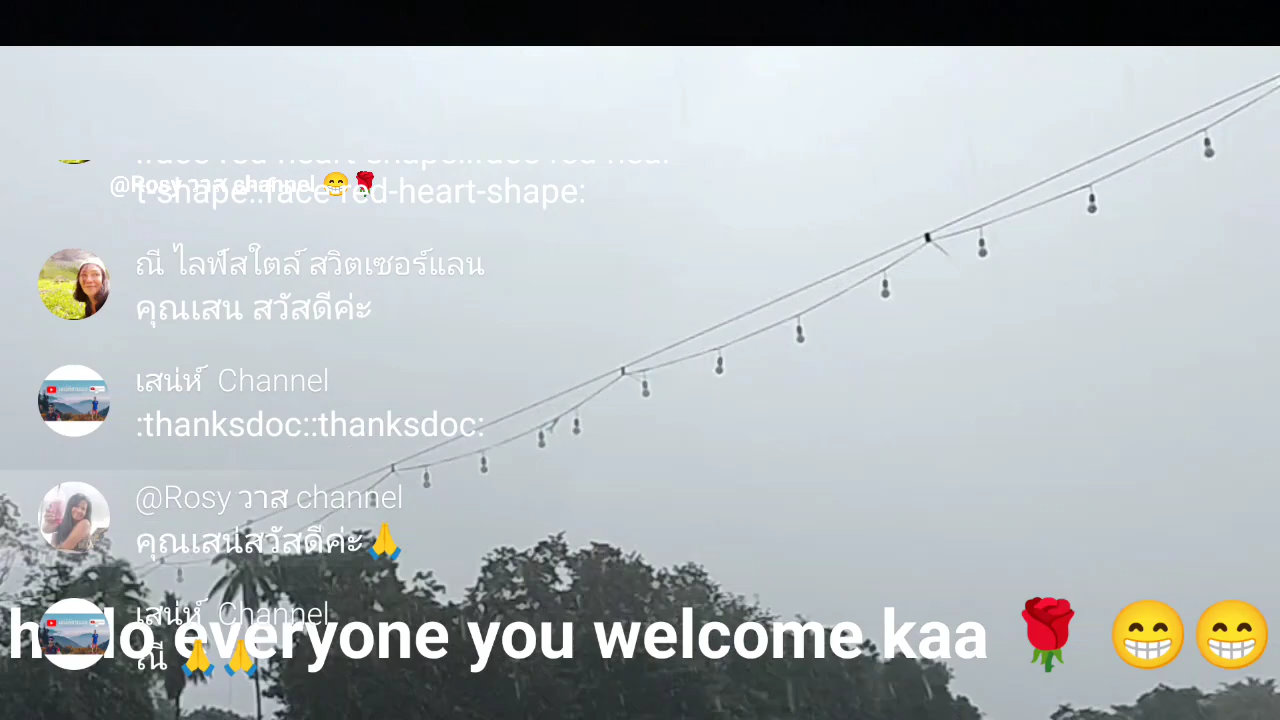 @Rosy วาส channel 😁🌹
t-shape::face-red-heart-shape:
ณี ไลฟ์สไตล์ สวิตเซอร์แลน
คุณเสน สวัสดีค่ะ
เสน่ห์ Channel
:thanksdoc::thanksdoc:
@Rosy วาส channel
คุณเสน่สวัสดีค่ะ🙏
เสน่ห์ Channel
hello everyone you welcome kaa 🌹 😁😁
ณี 🙏🙏